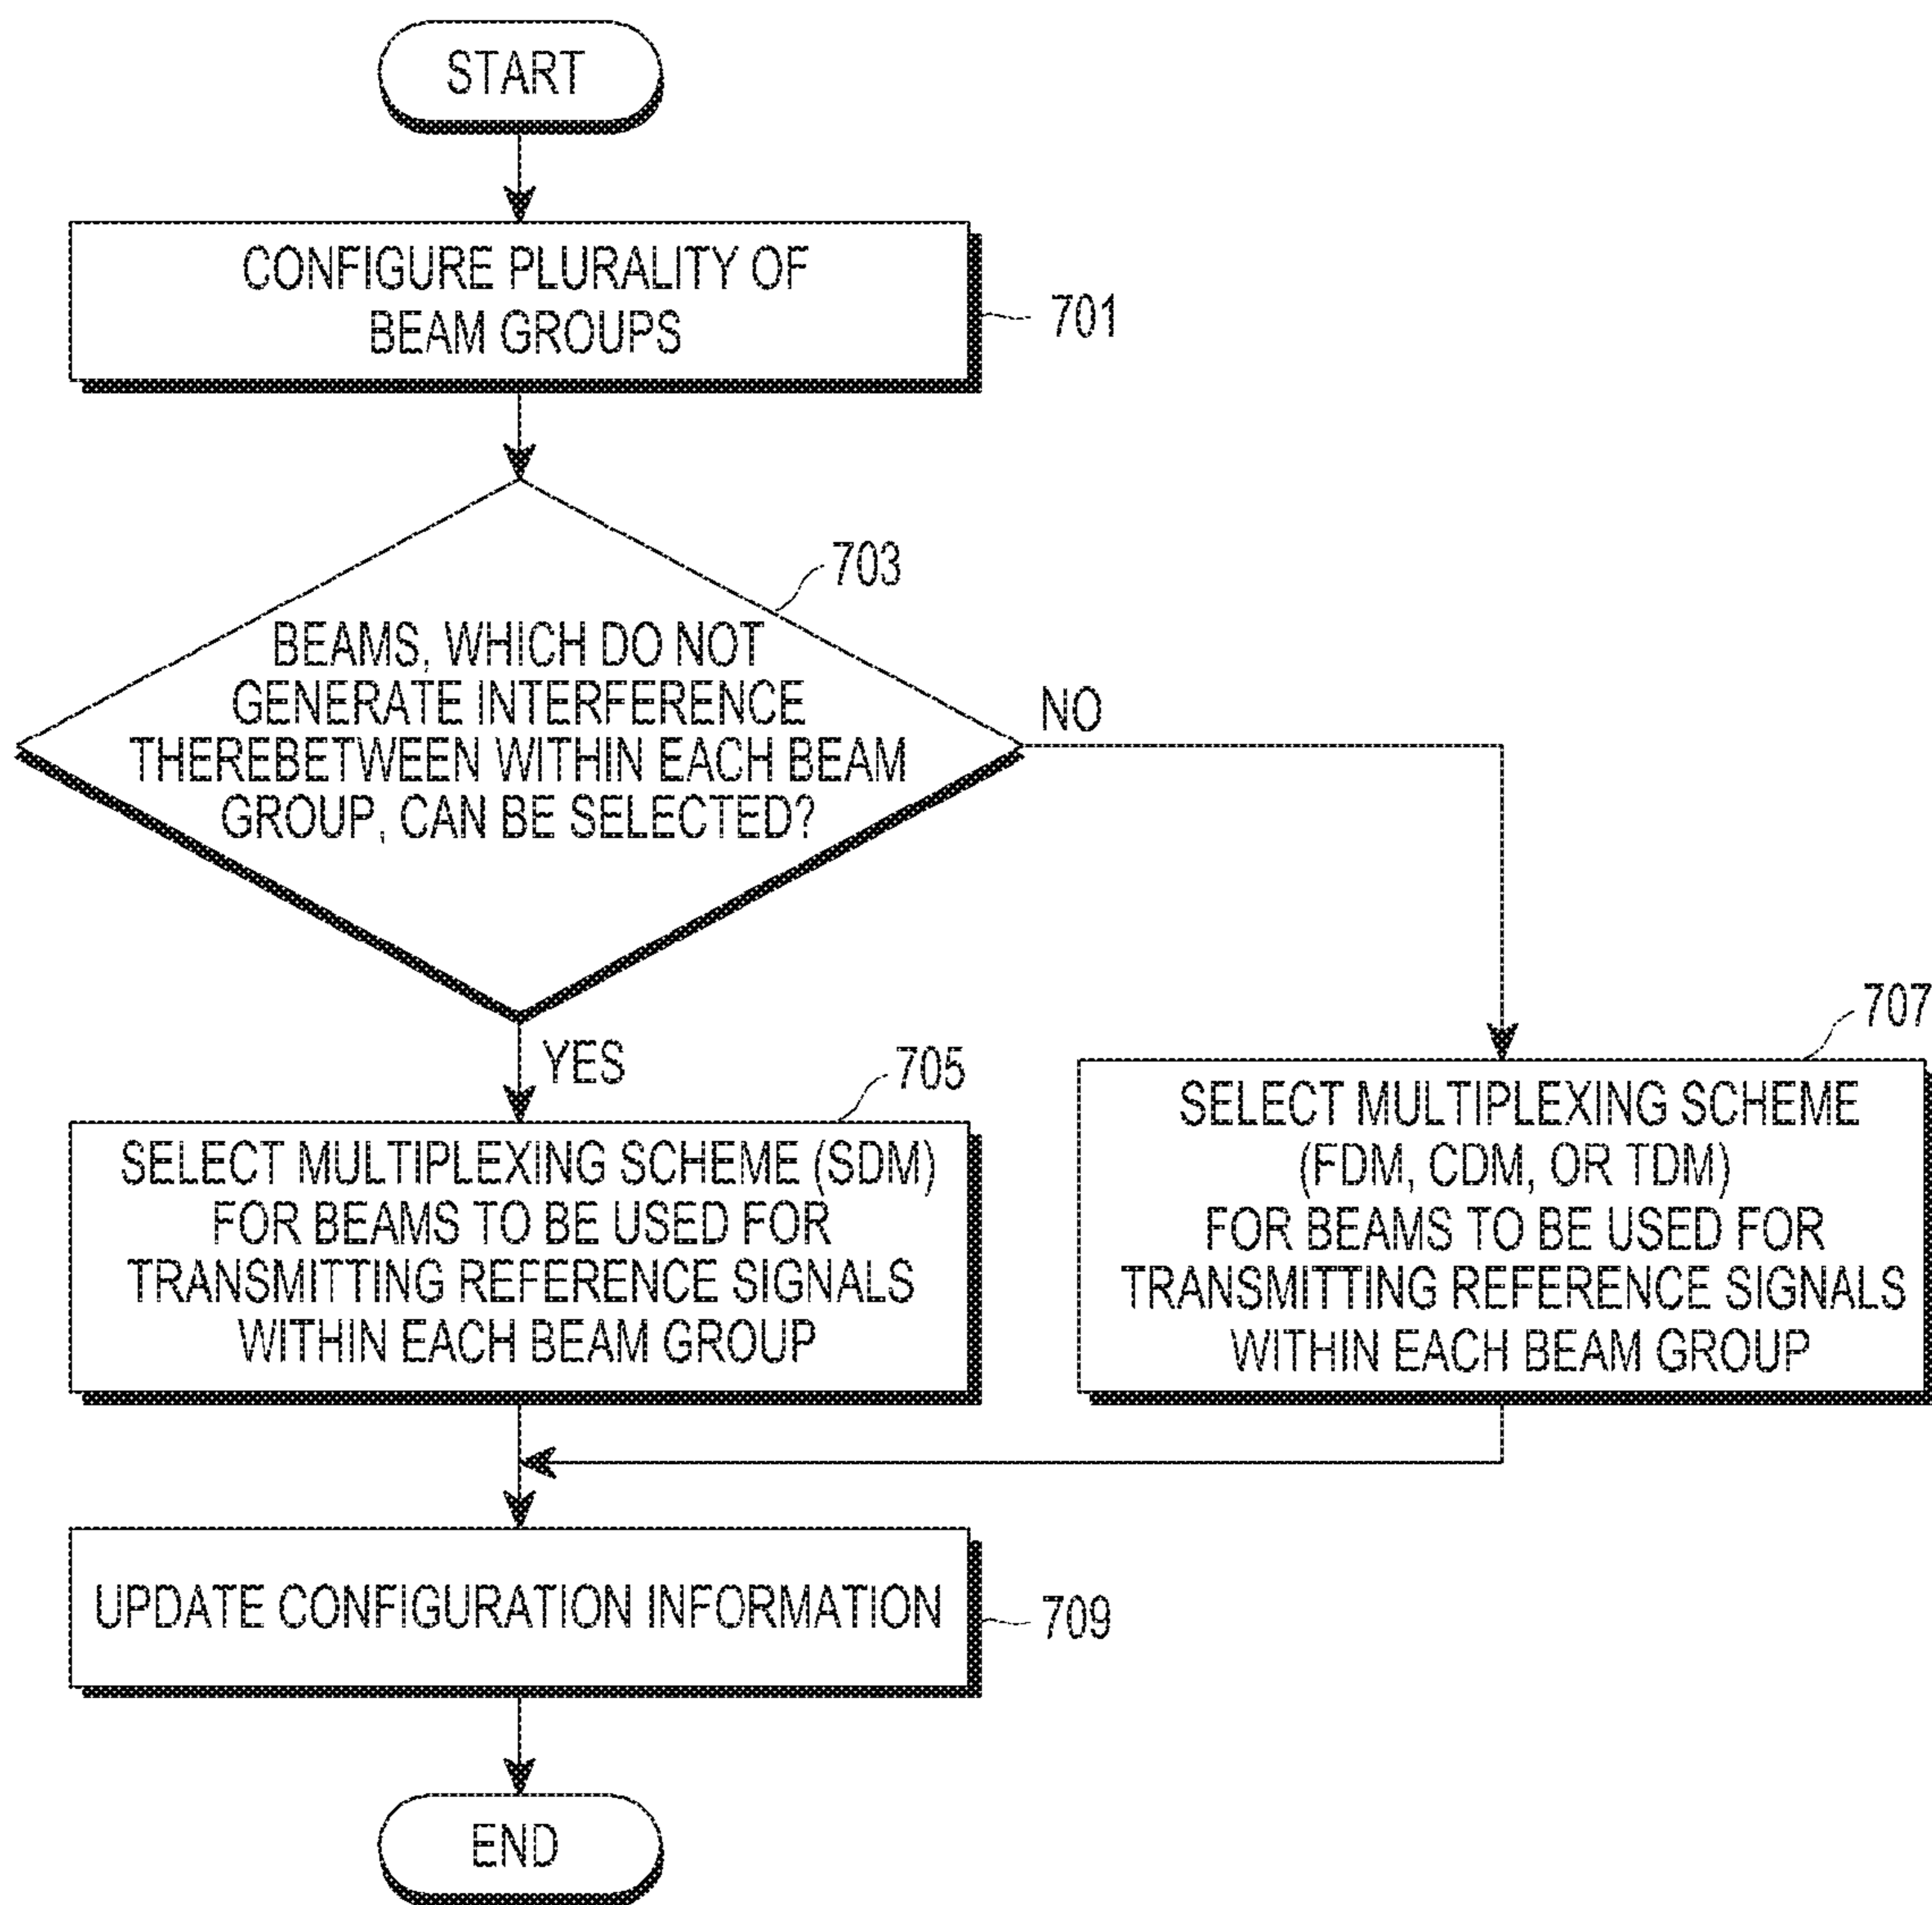 START
CONFIGURE PLURALITY OF
BEAM GROUPS
701
703
BEAMS, WHICH DO NOT
GENERATE INTERFERENCE
THEREBETWEEN WITHIN EACH BEAM
GROUP, CAN BE SELECTED?
NO
YES
705
SELECT MULTIPLEXING SCHEME (SDM)
FOR BEAMS TO BE USED FOR
TRANSMITTING REFERENCE SIGNALS
WITHIN EACH BEAM GROUP
707
SELECT MULTIPLEXING SCHEME
(FDM, CDM, OR TDM)
FOR BEAMS TO BE USED FOR
TRANSMITTING REFERENCE SIGNALS
WITHIN EACH BEAM GROUP
UPDATE CONFIGURATION INFORMATION
709
END